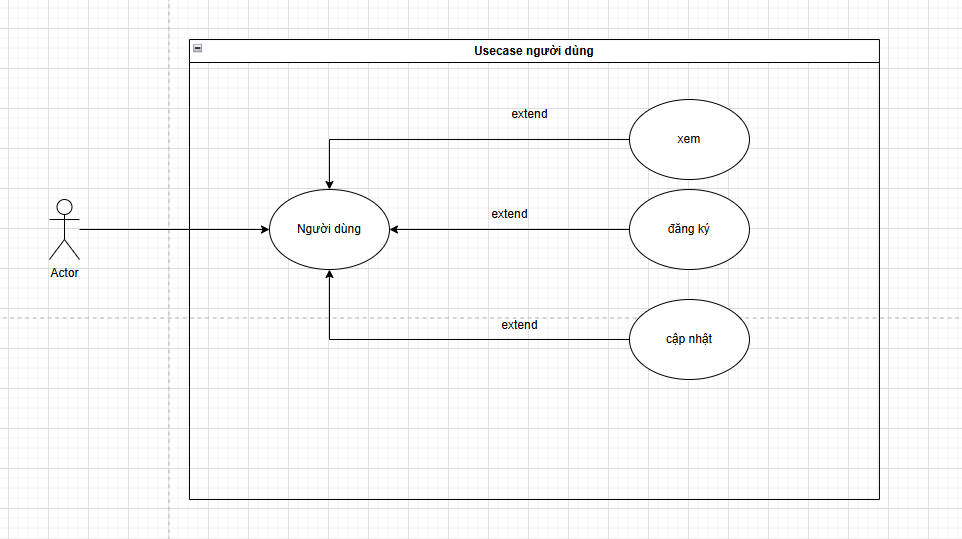 Usecase người dùng
extend
xem
extend
Người dùng
đăng ký
Actor
extend
cập nhật